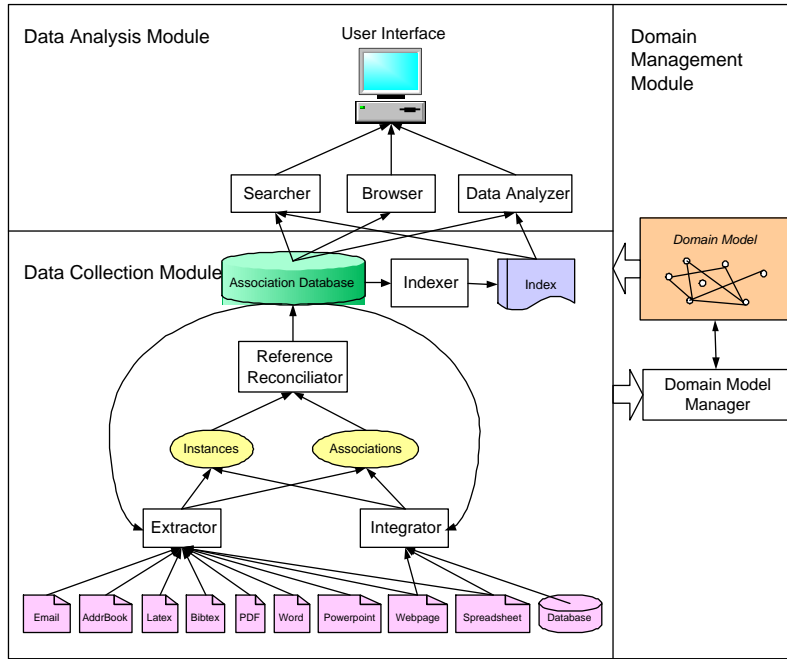 Data Analysis Module
User Interface
Domain
Management
Module
Searcher
Browser
Data Analyzer
Domain Model
Data Collection Module
Association Database
Indexer
Index
Reference
Reconciliator
Domain Model
Manager
Instances
Associations
Extractor
Integrator
Email
AddrBook
Latex
Bibtex
PDF
Word
Powerpoint
Webpage
Spreadsheet
Database